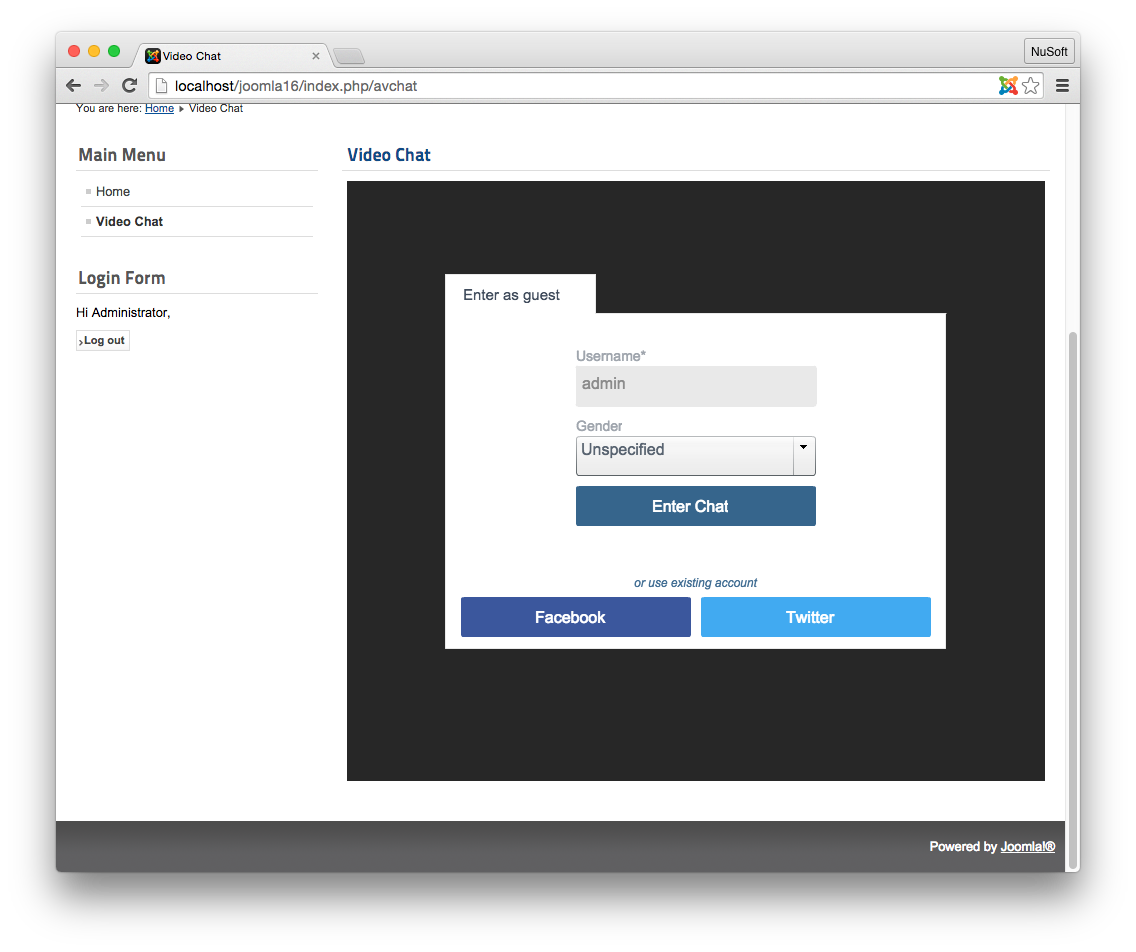 Video Chat
NuSoft
localhost/joomla16/index.php/avchat
You are here: Home Video Chat
Main Menu
Home
Video Chat
Login Form
Hi Administrator,
Log out
Video Chat
Enter as guest
Username*
admin
Gender
Unspecified
Enter Chat
or use existing account
Facebook
Twitter
Powered by Joomla!®